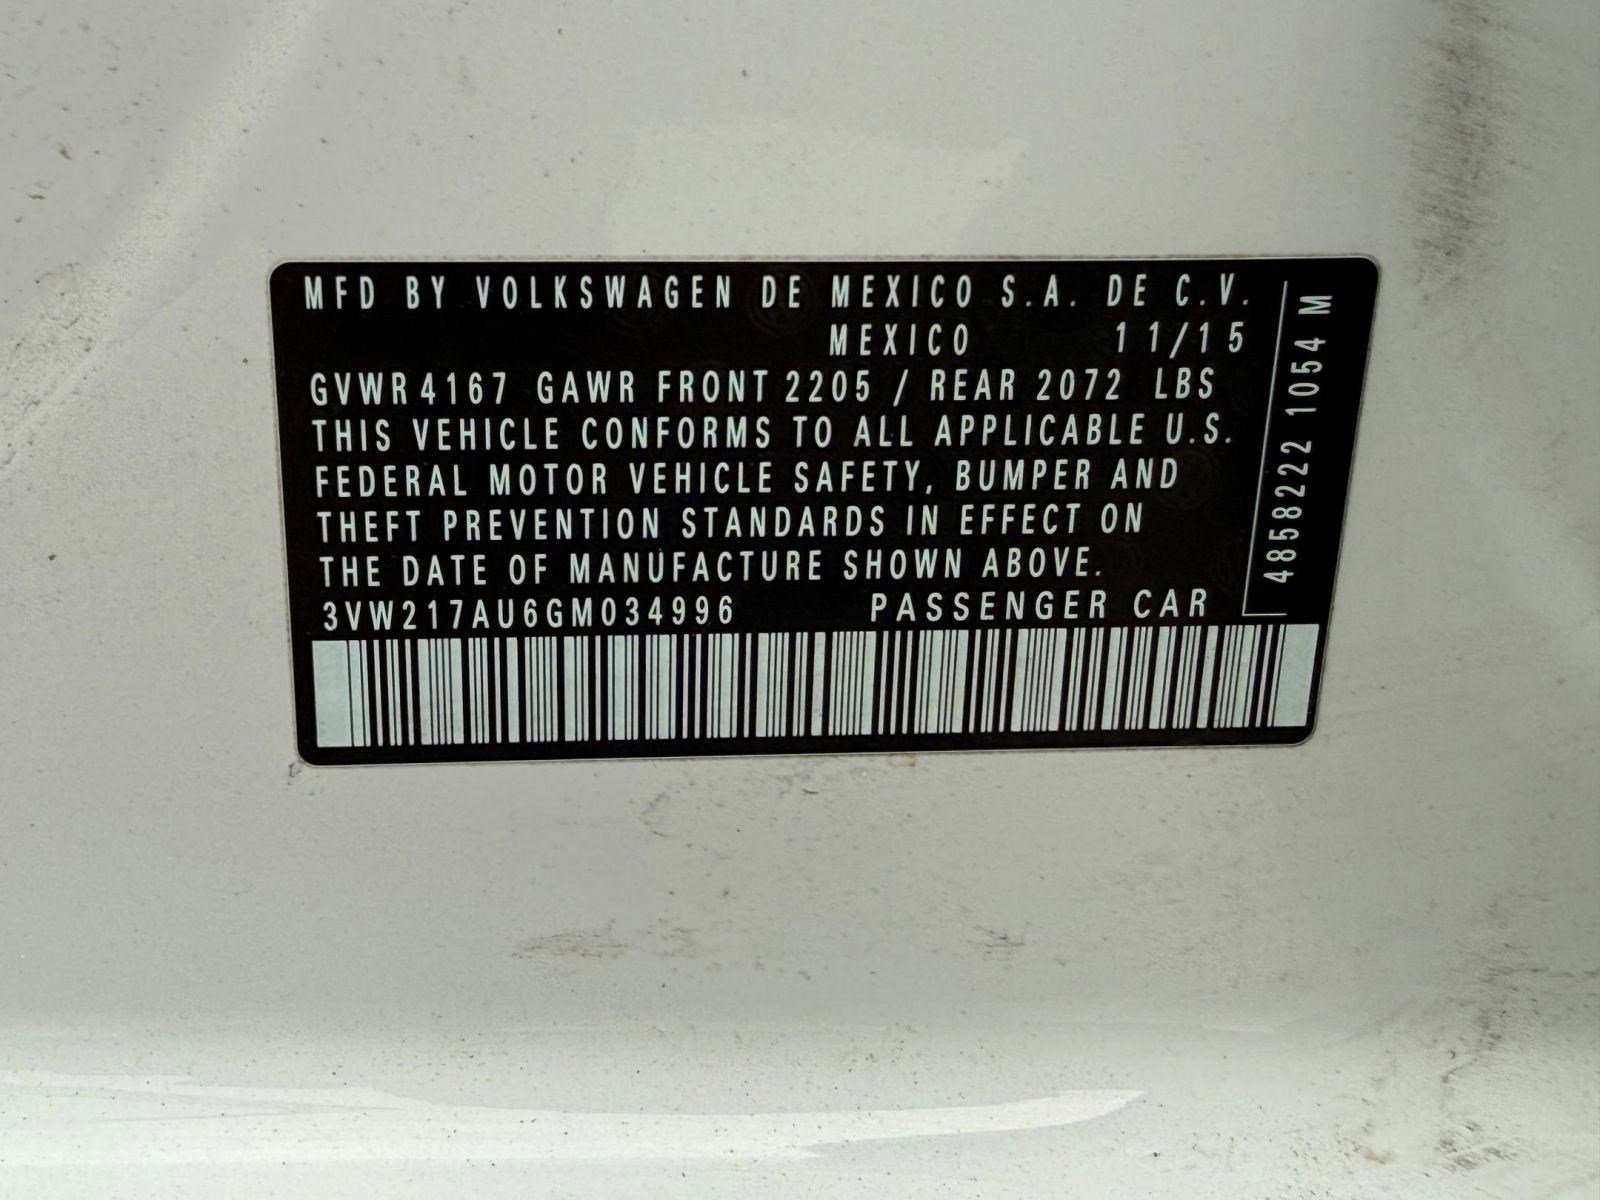 MFD BY VOLKSWAGEN DE MEXICO S.A. DE C.V.
MEXICO 11/15
GVWR 4167 GAWR FRONT 2205 / REAR 2072 LBS
THIS VEHICLE CONFORMS TO ALL APPLICABLE U.S.
FEDERAL MOTOR VEHICLE SAFETY, BUMPER AND
THEFT PREVENTION STANDARDS IN EFFECT ON
THE DATE OF MANUFACTURE SHOWN ABOVE.
3VW217AU6GM034996 PASSENGER CAR
4858222 1054 M